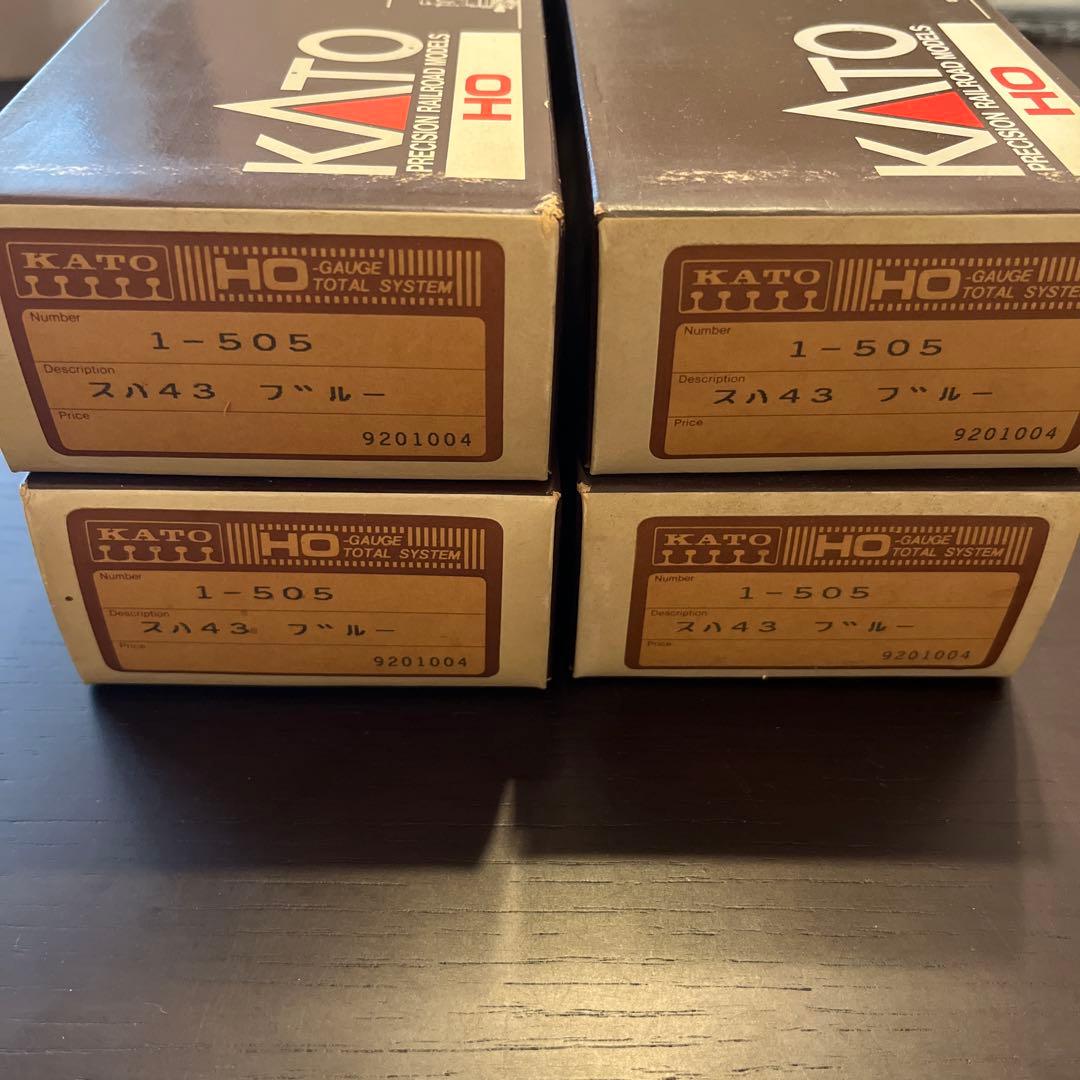 KATO
PRECISION RAILROAD MODELS
HO
KATO
PRECISION RAILROAD MODELS
HO
KATO HO -GAUGE
TOTAL SYSTEM
Number
1-505
Description
スハ43 ブルー
Price
9201004
KATO HO -GAUGE
TOTAL SYSTEM
Number
1-505
Description
スハ43 ブルー
Price
9201004
KATO HO -GAUGE
TOTAL SYSTEM
Number
1-505
Description
スハ43 ブルー
Price
9201004
KATO HO -GAUGE
TOTAL SYSTEM
Number
1-505
Description
スハ43 ブルー
Price
9201004